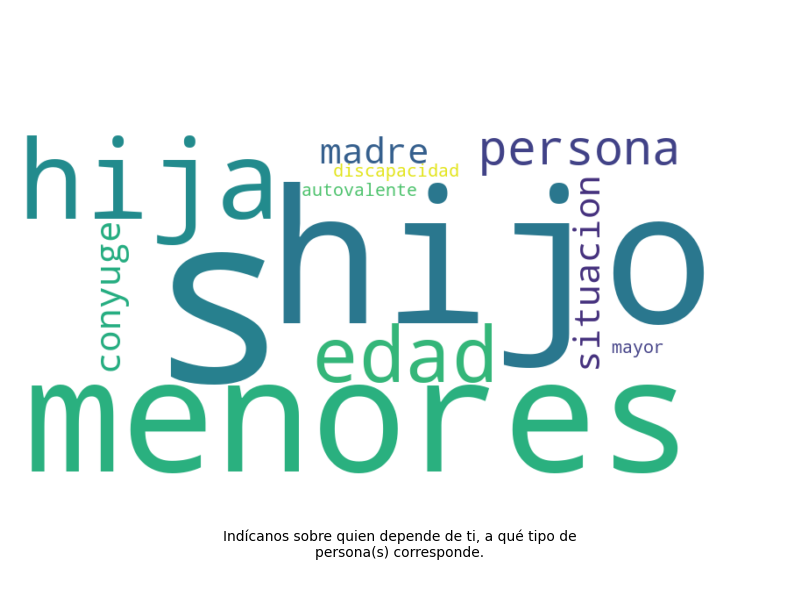 hija
madre
persona
discapacidad
autovalente
hijo
s
conyuge
situacion
edad
mayor
menores
Indícanos sobre quien depende de ti, a qué tipo de
persona(s) corresponde.